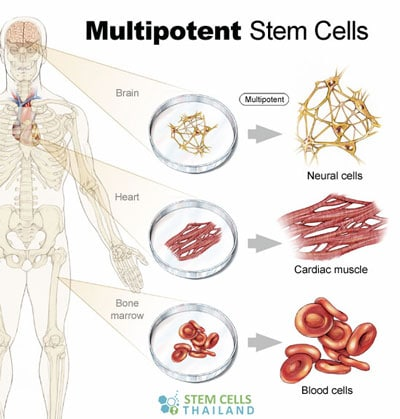 Multipotent Stem Cells
Brain
Multipotent
Neural cells
Heart
Cardiac muscle
Bone
marrow
Blood cells
STEM CELLS
THAILAND